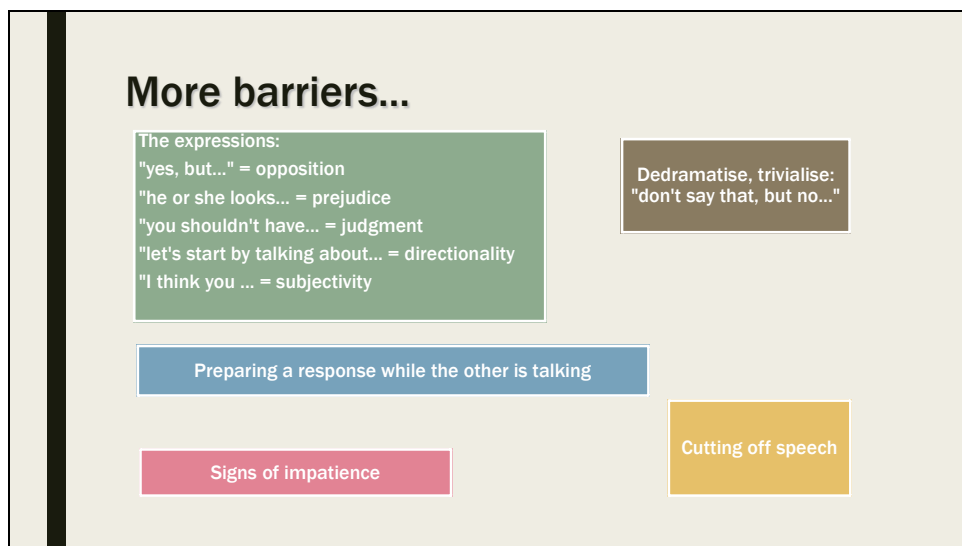 More barriers...
The expressions:
"yes, but..." = opposition
"he or she looks... = prejudice
"you shouldn't have... = judgment
"let's start by talking about... = directionality
"I think you ... = subjectivity
Dedramatise, trivialise:
"don't say that, but no..."
Preparing a response while the other is talking
Cutting off speech
Signs of impatience